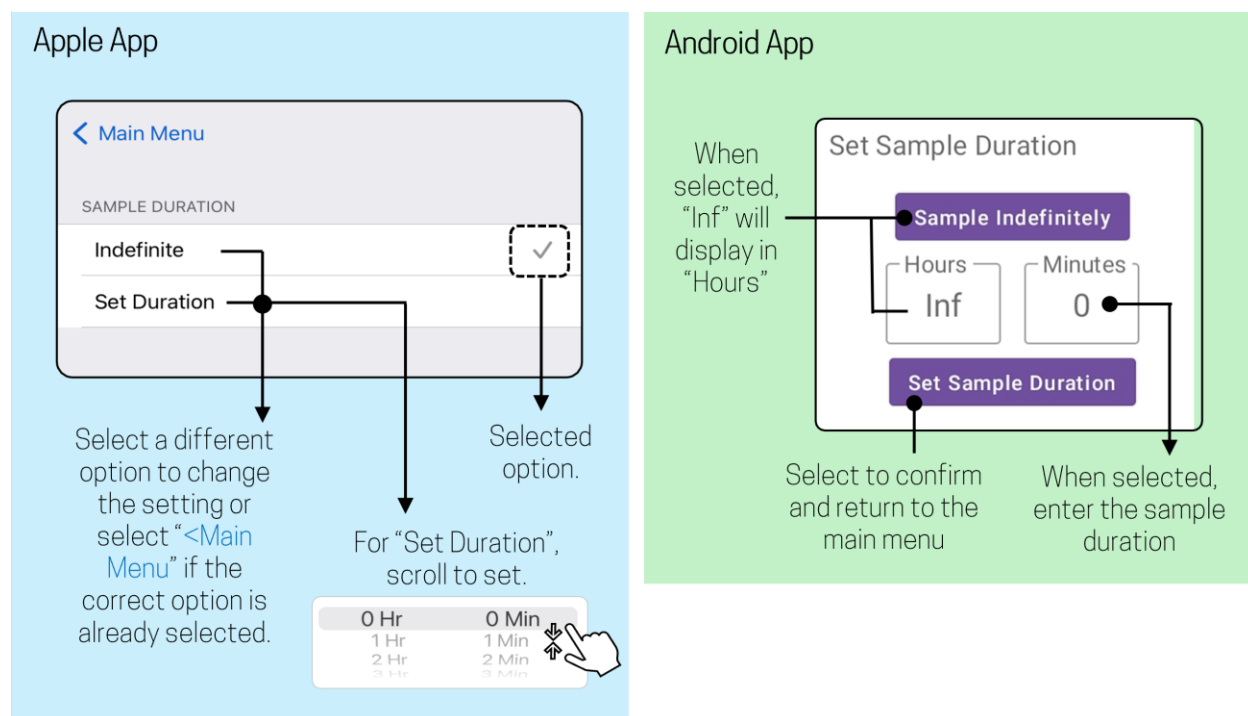 Apple App
Main Menu
SAMPLE DURATION
Indefinite
Set Duration
Select a different
option to change
the setting or
select “<Main
Menu” if the
correct option is
already selected.
Selected
option.
For “Set Duration”,
scroll to set.
0 Hr 0 Min
1 Hr 1 Min
2 Hr 2 Min
3 Hr 3 Min
Android App
When
selected,
“Inf” will
display in
“Hours”
Set Sample Duration
Sample Indefinitely
Hours Minutes
Inf 0
Set Sample Duration
Select to confirm
and return to the
main menu
When selected,
enter the sample
duration